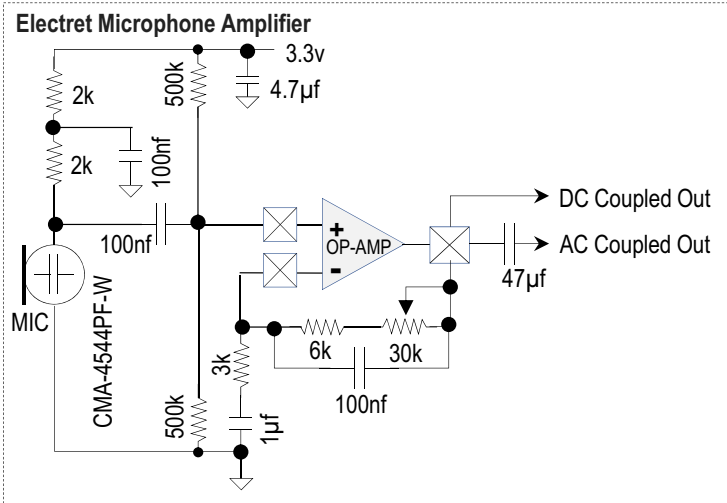 Electret Microphone Amplifier
3.3v
2k
500k
4.7µf
2k
100nf
100nf
+
OP-AMP
-
DC Coupled Out
AC Coupled Out
47µf
MIC
CMA-4544PF-W
3k
6k
30k
100nf
500k
1µf